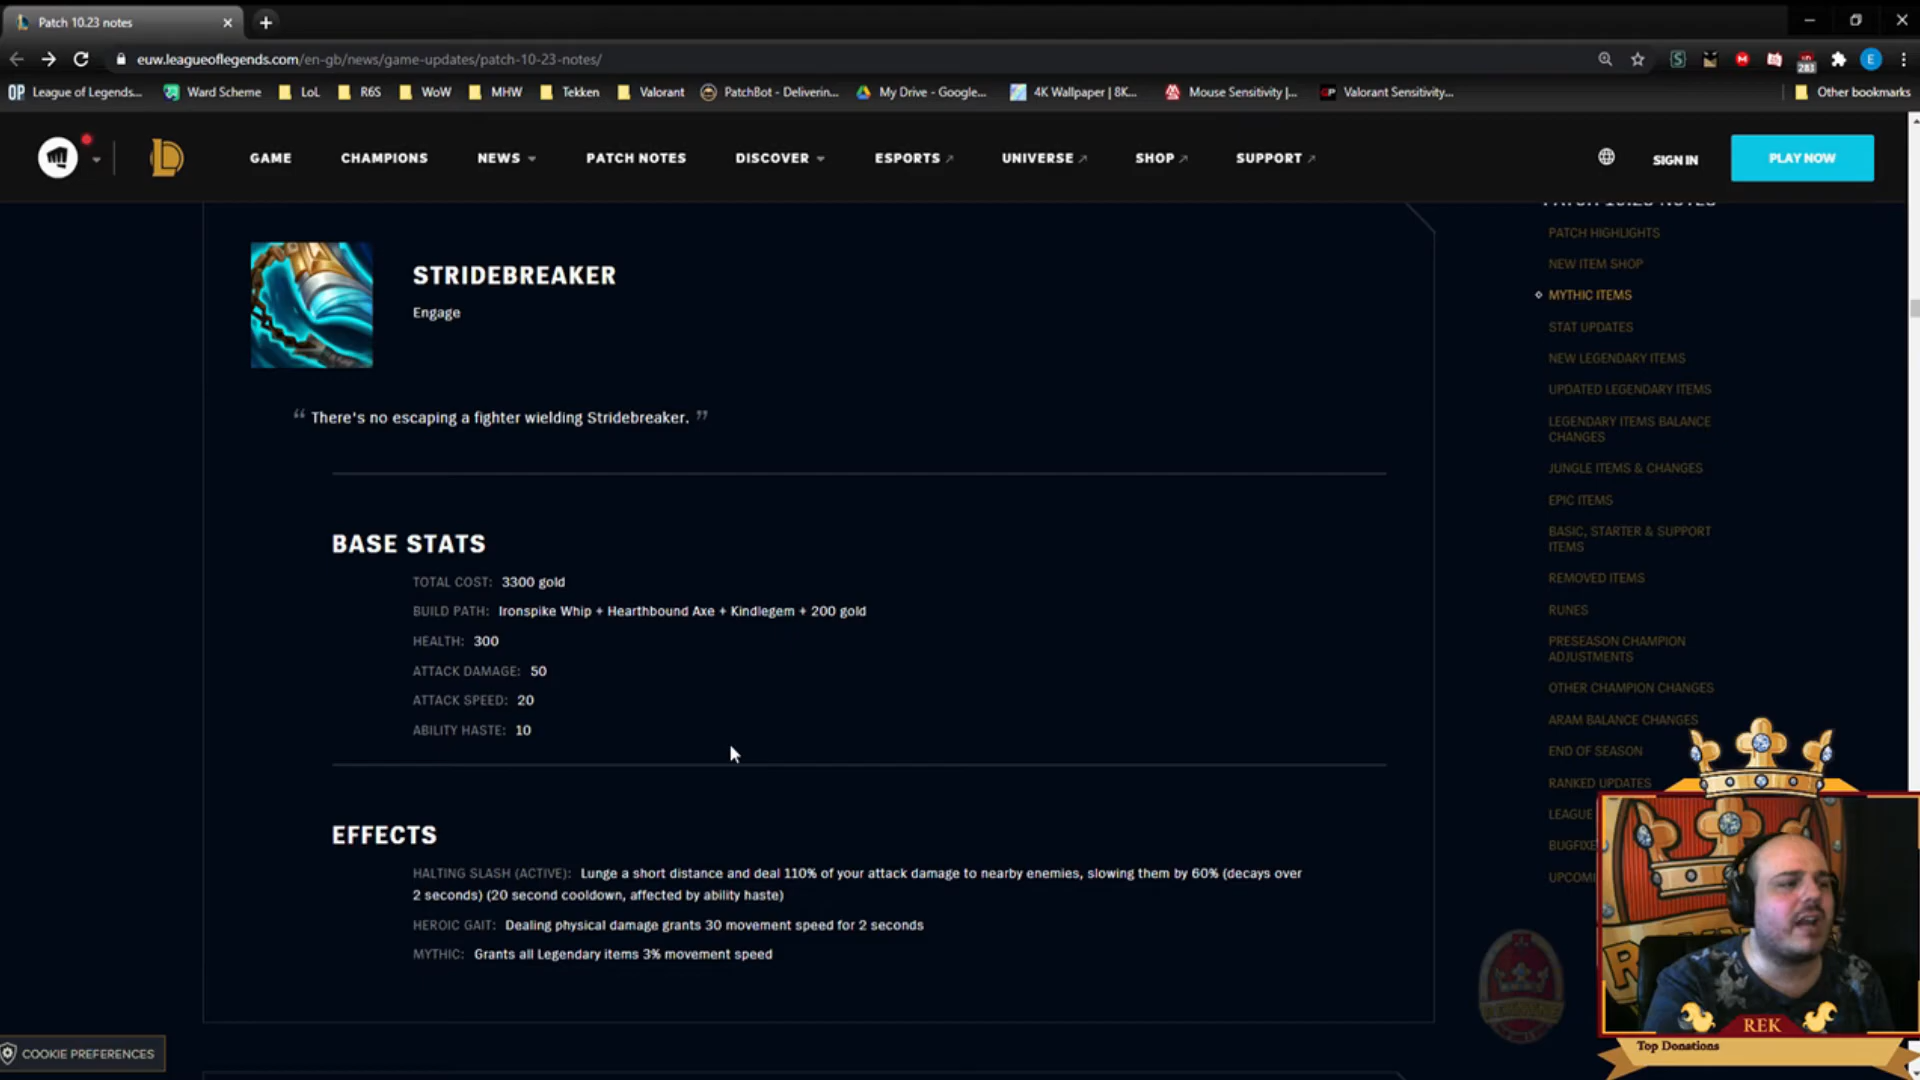 Patch 10.23 notes
euw.leagueoflegends.com/en-gb/news/game-updates/patch-10-23-notes/
283
E
OP League of Legends...
Ward Scheme
LoL
R6S
WoW
MHW
Tekken
Valorant
PatchBot - Deliverin...
My Drive - Google...
4K Wallpaper | 8K...
Mouse Sensitivity |...
Valorant Sensitivity...
Other bookmarks
GAME
CHAMPIONS
NEWS
PATCH NOTES
DISCOVER
ESPORTS
UNIVERSE
SHOP
SUPPORT
SIGN IN
PLAY NOW
STRIDEBREAKER
Engage
“ There's no escaping a fighter wielding Stridebreaker. ”
BASE STATS
TOTAL COST: 3300 gold
BUILD PATH: Ironspike Whip + Hearthbound Axe + Kindlegem + 200 gold
HEALTH: 300
ATTACK DAMAGE: 50
ATTACK SPEED: 20
ABILITY HASTE: 10
EFFECTS
HALTING SLASH (ACTIVE): Lunge a short distance and deal 110% of your attack damage to nearby enemies, slowing them by 60% (decays over
2 seconds) (20 second cooldown, affected by ability haste)
HEROIC GAIT: Dealing physical damage grants 30 movement speed for 2 seconds
MYTHIC: Grants all Legendary items 3% movement speed
PATCH 10.23 NOTES
PATCH HIGHLIGHTS
NEW ITEM SHOP
MYTHIC ITEMS
STAT UPDATES
NEW LEGENDARY ITEMS
UPDATED LEGENDARY ITEMS
LEGENDARY ITEMS BALANCE
CHANGES
JUNGLE ITEMS & CHANGES
EPIC ITEMS
BASIC, STARTER & SUPPORT
ITEMS
REMOVED ITEMS
RUNES
PRESEASON CHAMPION
ADJUSTMENTS
OTHER CHAMPION CHANGES
ARAM BALANCE CHANGES
END OF SEASON
RANKED UPDATES
LEAGUE
BUGFIXE
UPCOMI
REK
Top Donations
COOKIE PREFERENCES